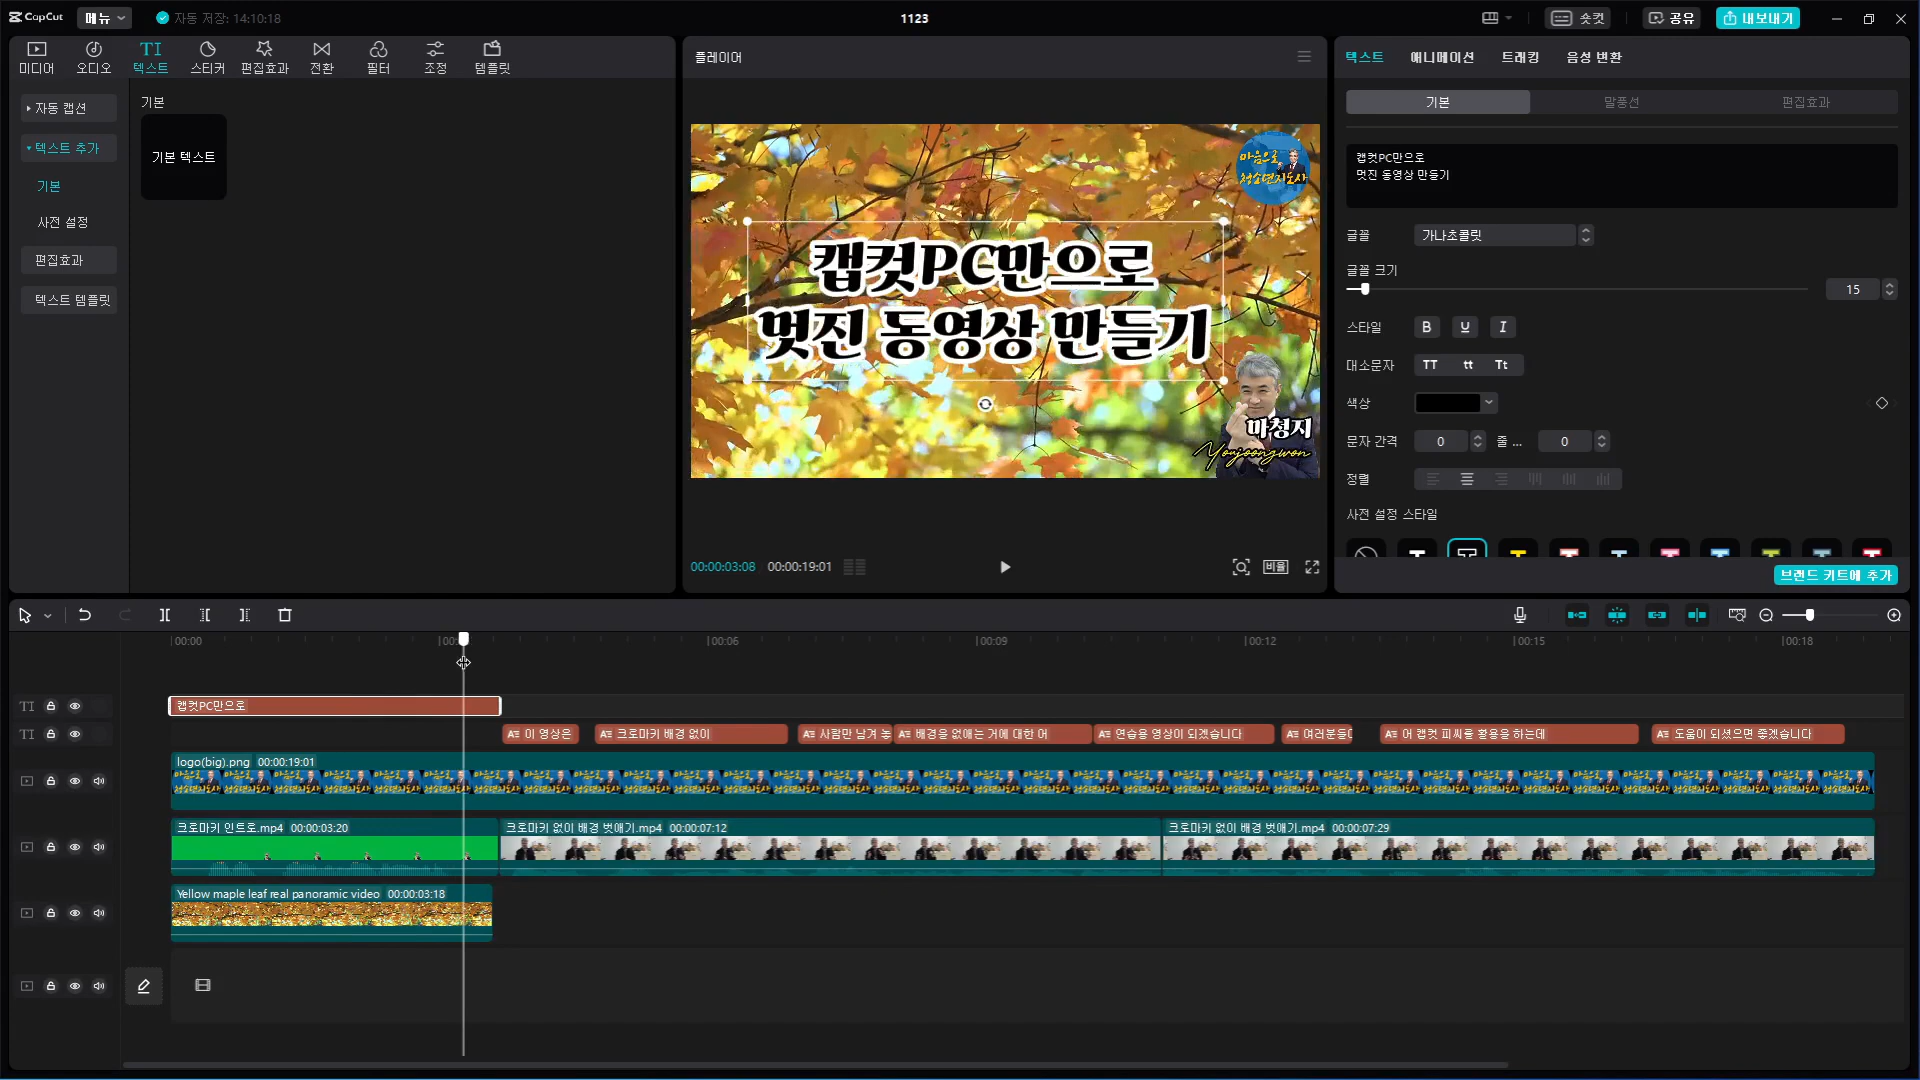 CapCut
메뉴
자동 저장: 14:10:18
1123
숏컷
공유
내보내기
미디어
오디오
TI
텍스트
스티커
편집효과
전환
필터
조정
템플릿
자동 캡션
텍스트 추가
기본
사전 설정
편집효과
텍스트 템플릿
기본
기본 텍스트
플레이어
마음으로
청소년지도사
캡컷PC만으로
멋진 동영상 만들기
마청지
Youjoongwon
00:00:03:08 00:00:19:01
비율
텍스트 애니메이션 트래킹 음성 변환
기본 말풍선 편집효과
캡컷PC만으로
멋진 동영상 만들기
글꼴 가나초콜릿
글꼴 크기
15
스타일 B U I
대소문자 TT tt Tt
색상
문자 간격 0 줄 ... 0
정렬
사전 설정 스타일
브랜드 키트에 추가
00:00 00:06 00:09 00:12 00:15 00:18
TI 캡컷PC만으로
TI
이 영상은
크로마키 배경 없이
사람만 남겨 놓
배경을 없애는 거에 대한 어
연습용 영상이 되겠습니다
여러분들
어 캡컷 피씨를 활용을 하는데
도움이 되셨으면 좋겠습니다
logo(big).png 00:00:19:01
크로마키 인트로.mp4 00:00:03:20
크로마키 없이 배경 벗애기.mp4 00:00:07:12
크로마키 없이 배경 벗애기.mp4 00:00:07:29
Yellow maple leaf real panoramic video 00:00:03:18